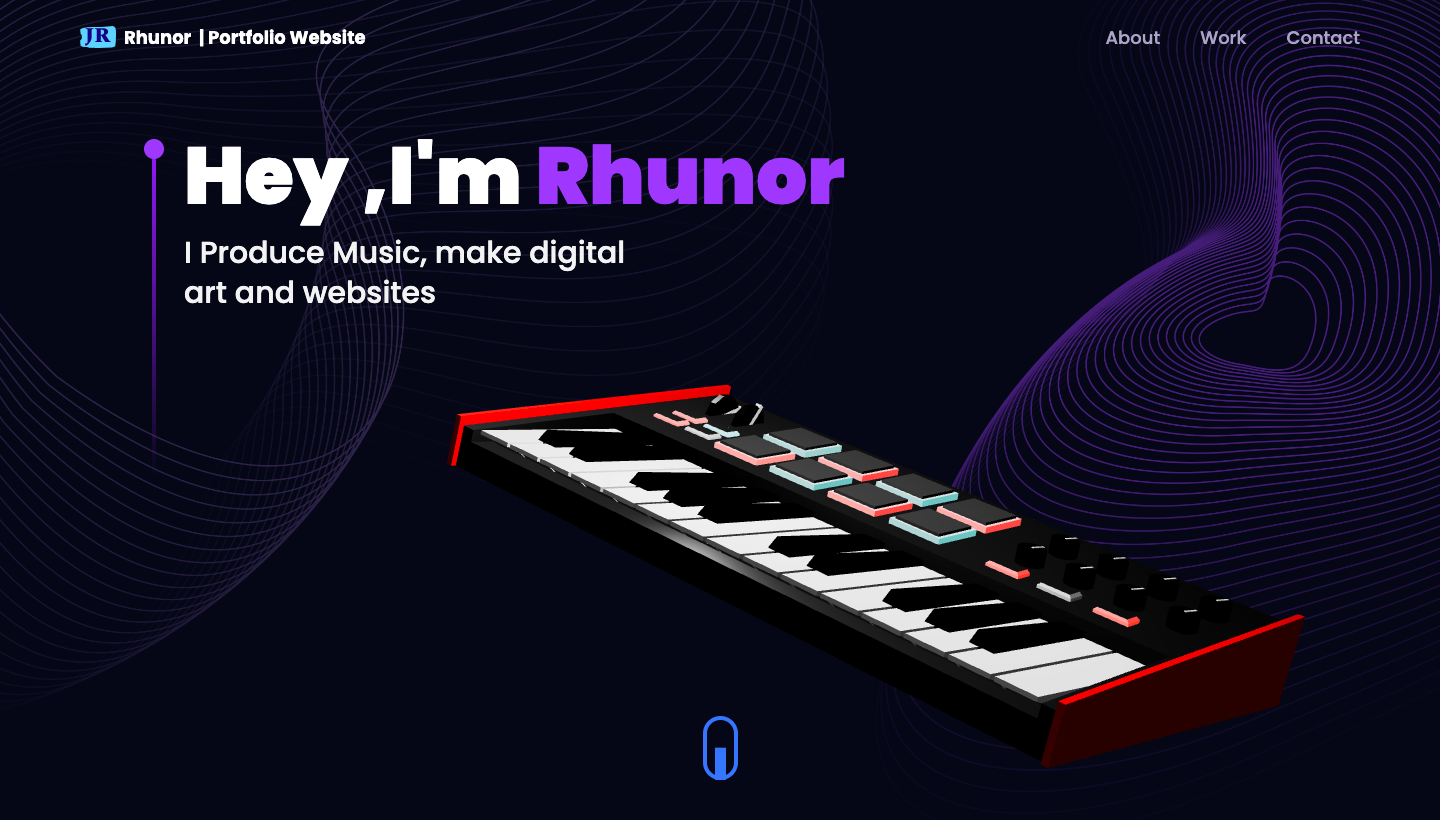 JR
Rhunor | Portfolio Website
About
Work
Contact
Hey ,I'm Rhunor
I Produce Music, make digital
art and websites